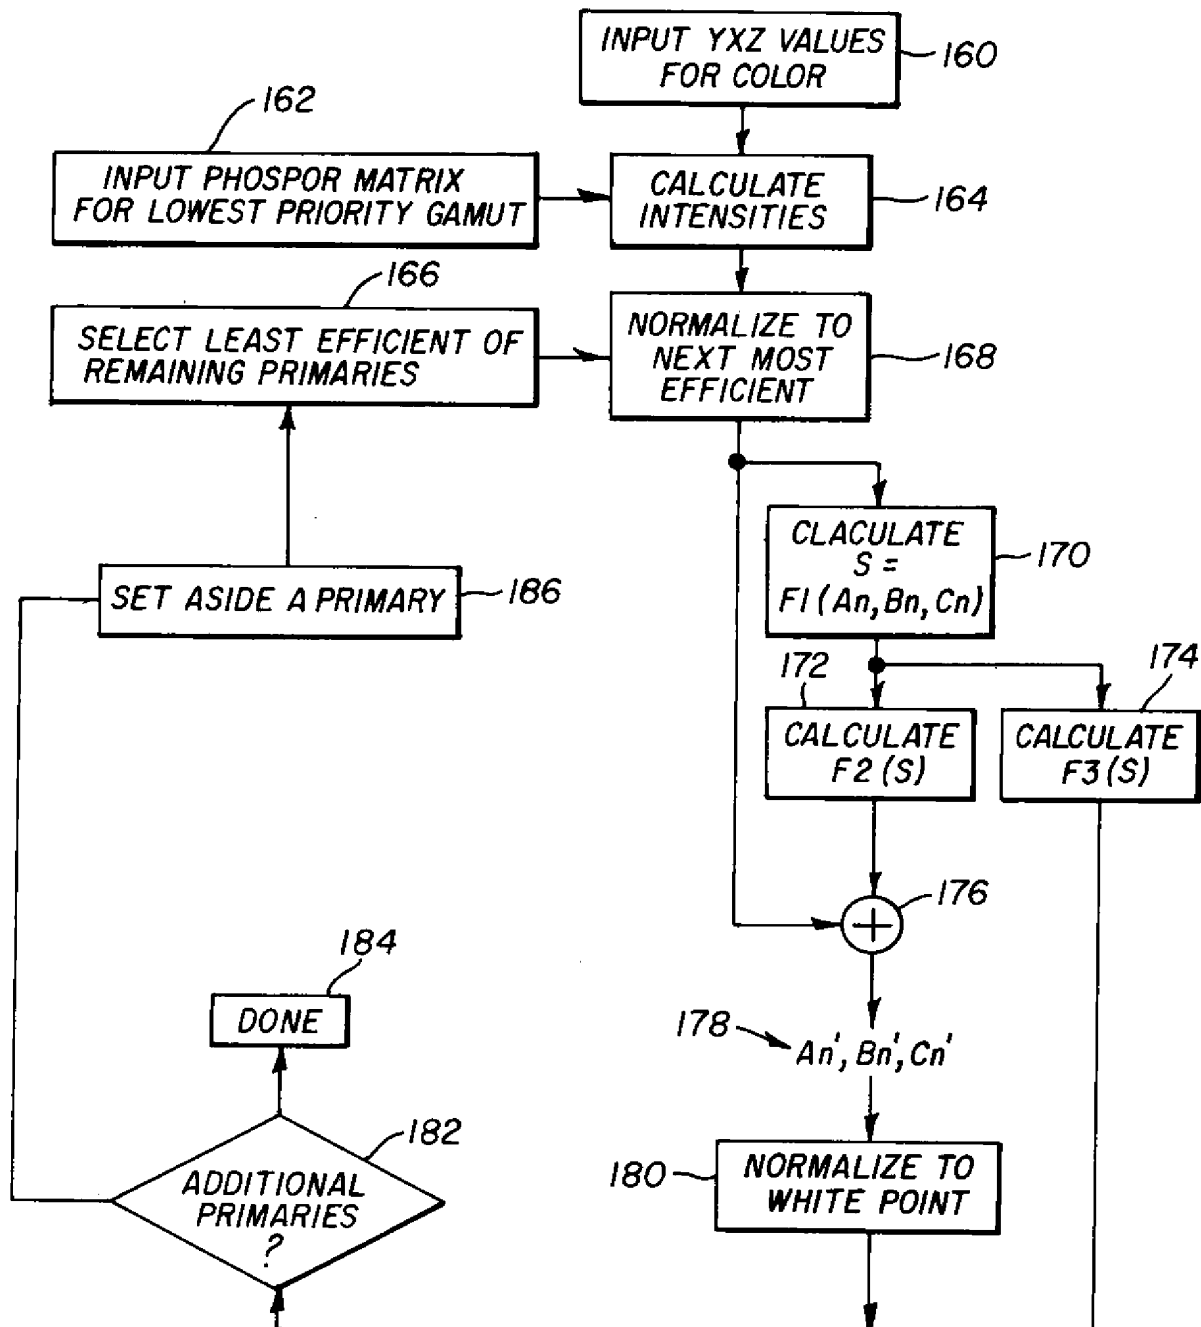 INPUT YXZ VALUES
FOR COLOR
160
162
INPUT PHOSPOR MATRIX
FOR LOWEST PRIORITY GAMUT
CALCULATE
INTENSITIES
164
166
SELECT LEAST EFFICIENT OF
REMAINING PRIMARIES
NORMALIZE TO
NEXT MOST
EFFICIENT
168
CLACULATE
S =
F1 (An, Bn, Cn)
170
SET ASIDE A PRIMARY
186
172
174
CALCULATE
F2 (S)
CALCULATE
F3 (S)
176
+
184
DONE
178
An', Bn', Cn'
182
ADDITIONAL
PRIMARIES
?
180
NORMALIZE TO
WHITE POINT